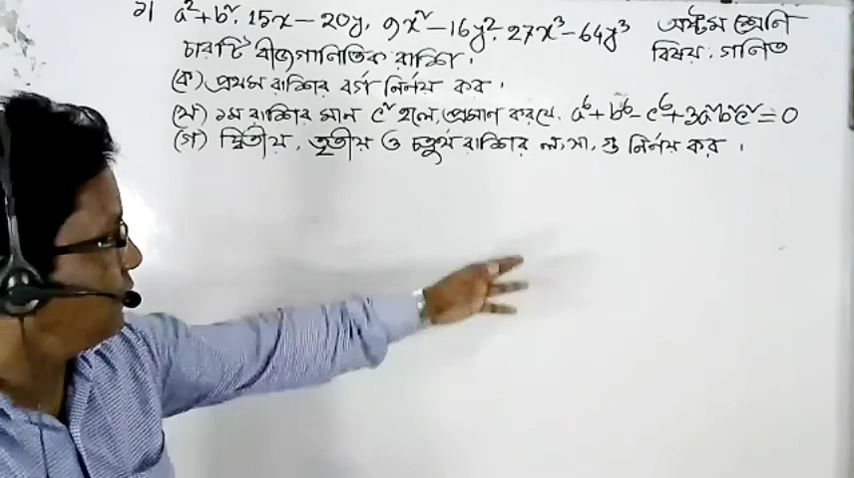 ১। a² + b², 15x − 20y, 9x² − 16y², 27x³ − 64y³ অষ্টম শ্রেণি
চারটি বীজগাণিতিক রাশি। বিষয়: গণিত
(ক) প্রথম রাশির বর্গ নির্ণয় কর।
(খ) ১ম রাশির মান c² হলে, প্রমাণ কর যে, a⁶ + b⁶ − c⁶ + 3a²b²c² = 0
(গ) দ্বিতীয়, তৃতীয় ও চতুর্থ রাশির ল, সা, গু নির্ণয় কর।